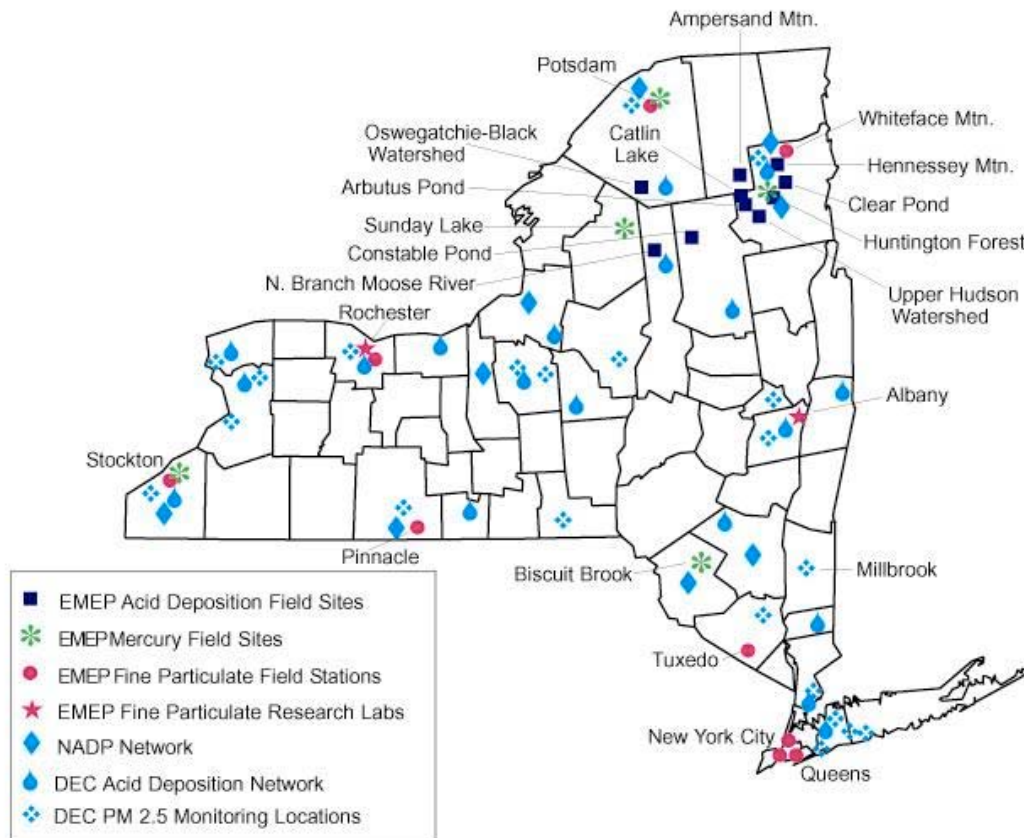 Ampersand Mtn.
Potsdam
Whiteface Mtn.
Oswegatchie-Black
Watershed
Catlin
Lake
Hennessey Mtn.
Arbutus Pond
Clear Pond
Sunday Lake
Huntington Forest
Constable Pond
N. Branch Moose River
Upper Hudson
Watershed
Rochester
Albany
Stockton
Pinnacle
Biscuit Brook
Millbrook
Tuxedo
New York City
Queens
EMEP Acid Deposition Field Sites
EMEPMercury Field Sites
EMEP Fine Particulate Field Stations
EMEP Fine Particulate Research Labs
NADP Network
DEC Acid Deposition Network
DEC PM 2.5 Monitoring Locations